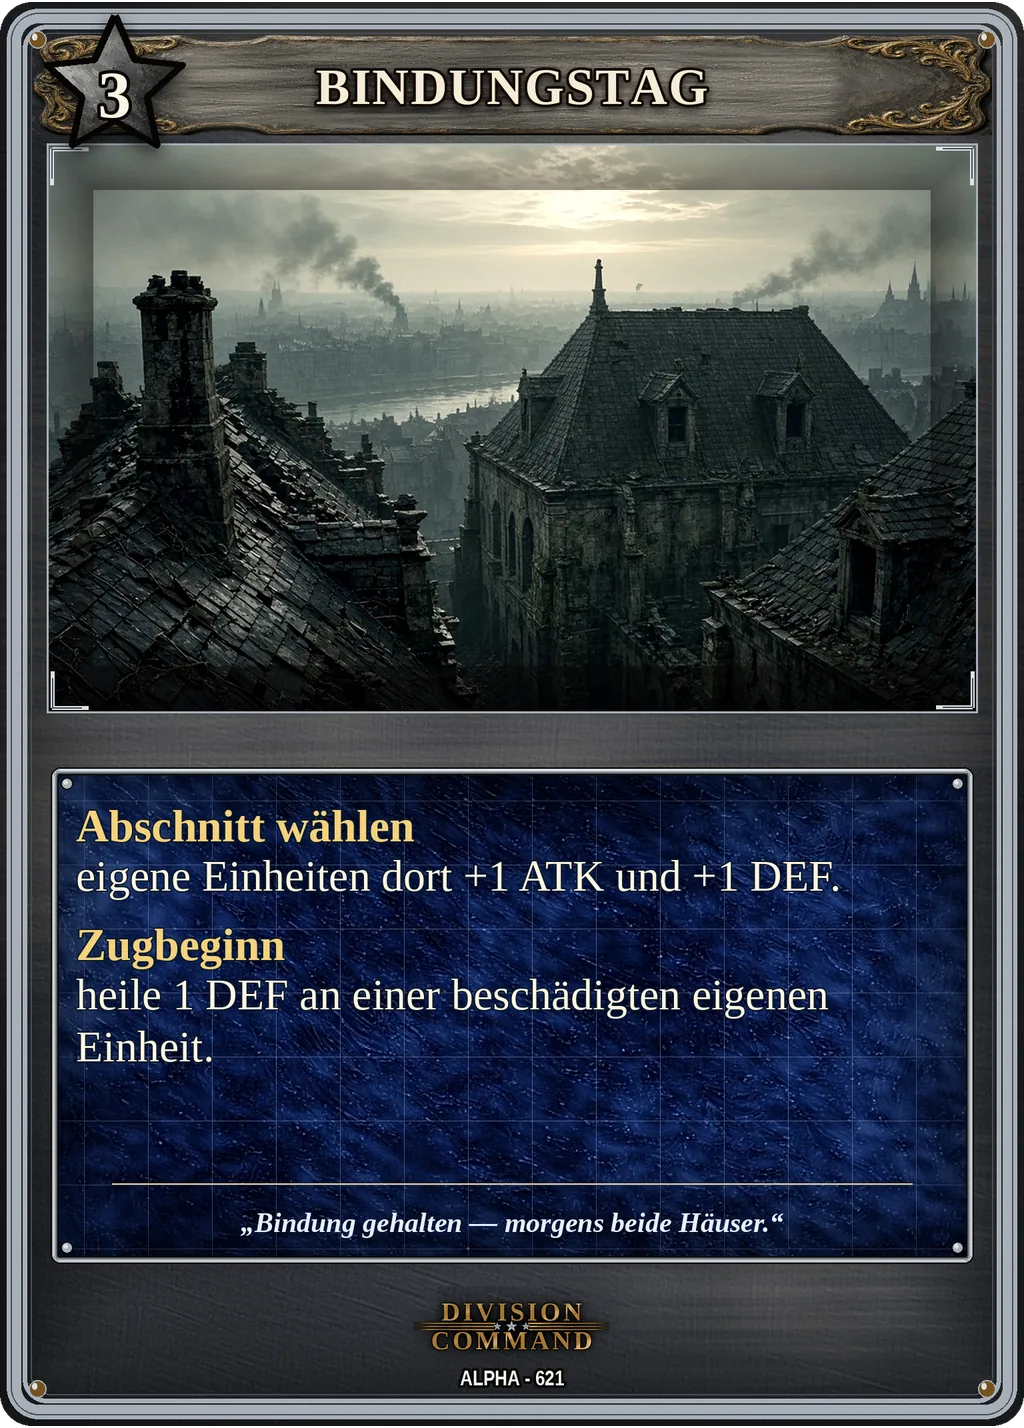 3
BINDUNGSTAG
Abschnitt wählen
eigene Einheiten dort +1 ATK und +1 DEF.
Zugbeginn
heile 1 DEF an einer beschädigten eigenen
Einheit.
„Bindung gehalten — morgens beide Häuser.“
DIVISION
COMMAND
ALPHA - 621